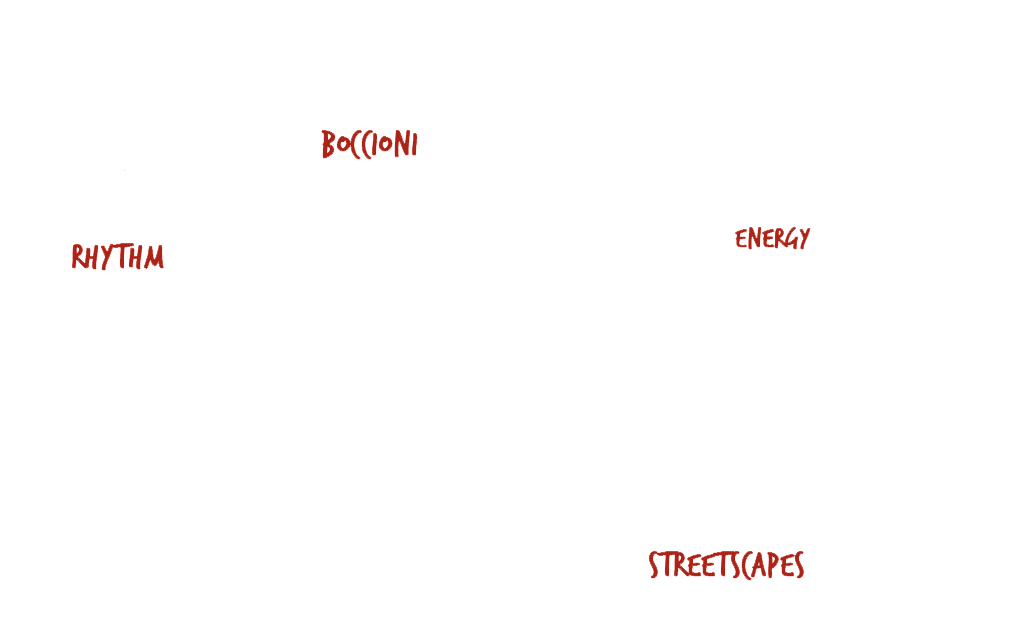 BOCCIONI
ENERGY
RHYTHM
STREETSCAPES